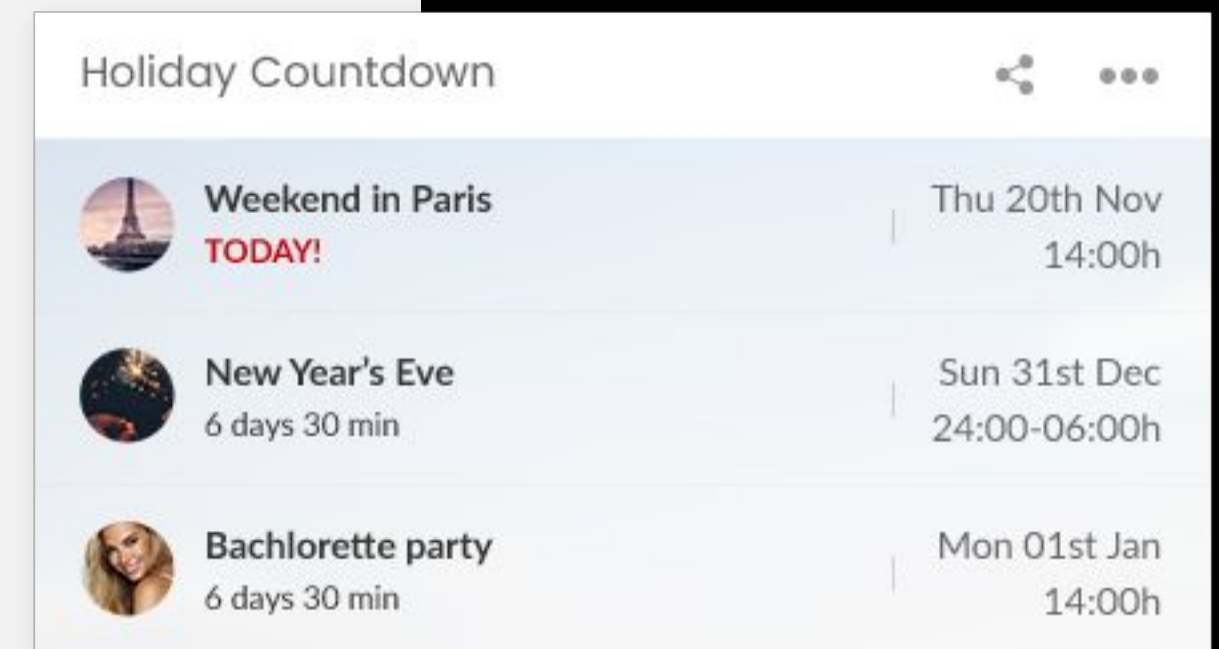 Holiday Countdown
Weekend in Paris
TODAY!
Thu 20th Nov
14:00h
New Year’s Eve
6 days 30 min
Sun 31st Dec
24:00-06:00h
Bachlorette party
6 days 30 min
Mon 01st Jan
14:00h